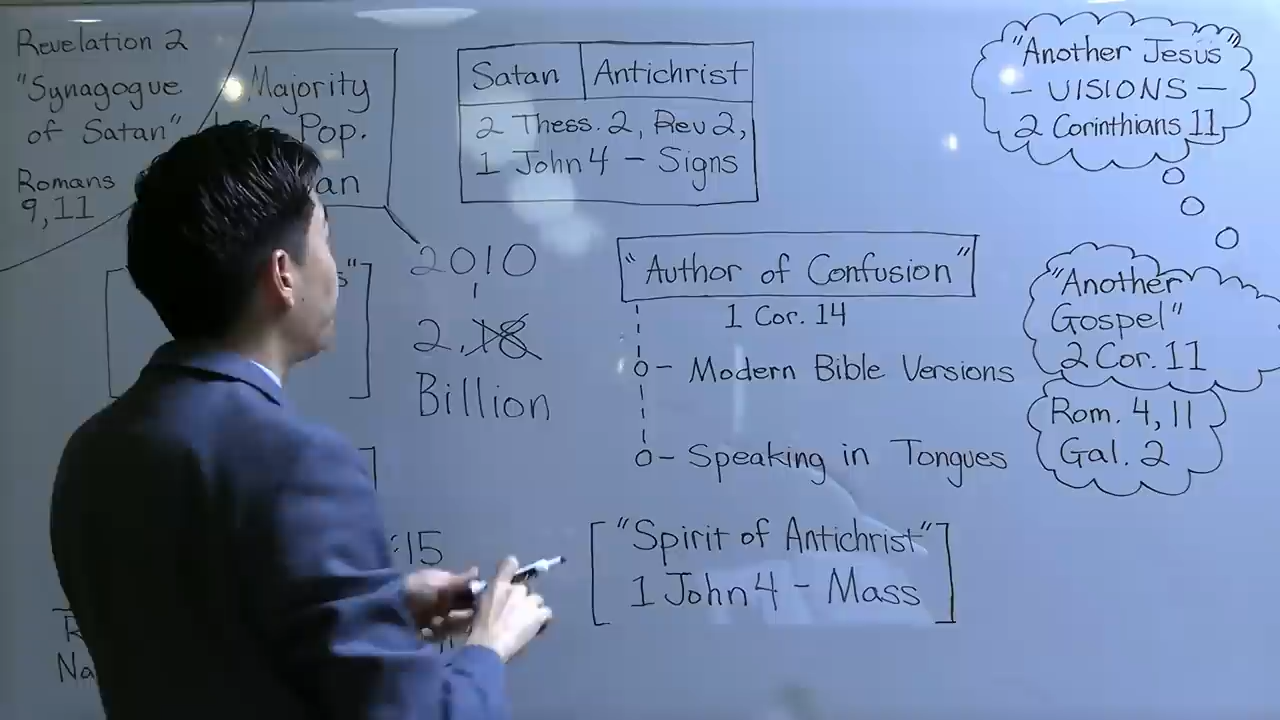 Revelation 2
"Synagogue
of Satan"
Romans
9, 11
Majority
Pop.
Satan
Antichrist
2 Thess. 2, Rev 2,
1 John 4 - Signs
2010
2.18
Billion
"Author of Confusion"
1 Cor. 14
- Modern Bible Versions
- Speaking in Tongues
"Spirit of Antichrist"
1 John 4 - Mass
"Another Jesus"
- VISIONS -
2 Corinthians 11
"Another
Gospel"
2 Cor. 11
Rom. 4, 11
Gal. 2
:15